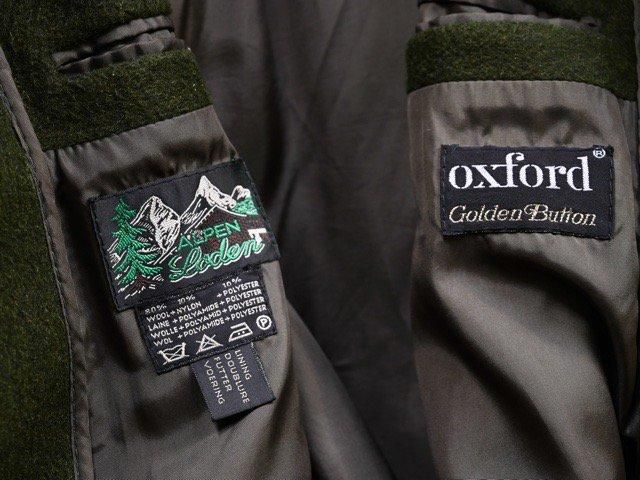 ALPEN
Loden
80% 10% 10%
WOOL+NYLON+POLYESTER
LAINE+POLYAMIDE+POLYESTER
WOLLE+POLYAMID+POLYESTER
WOL+POLYAMIDE+POLYESTER
P
LINING
DOUBLURE
FUTTER
VOERING
oxford®
Golden Button